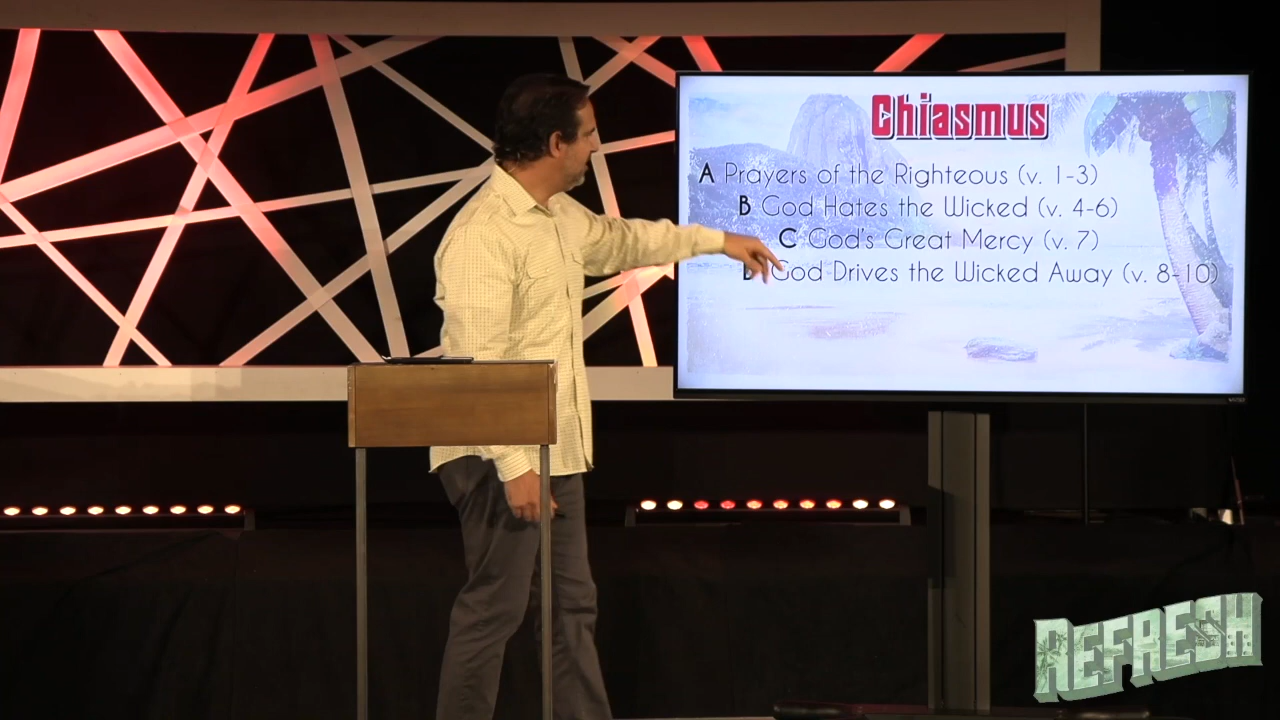 Chiasmus
A Prayers of the Righteous (v. 1-3)
B God Hates the Wicked (v. 4-6)
C God's Great Mercy (v. 7)
B God Drives the Wicked Away (v. 8-10)
REFRESH